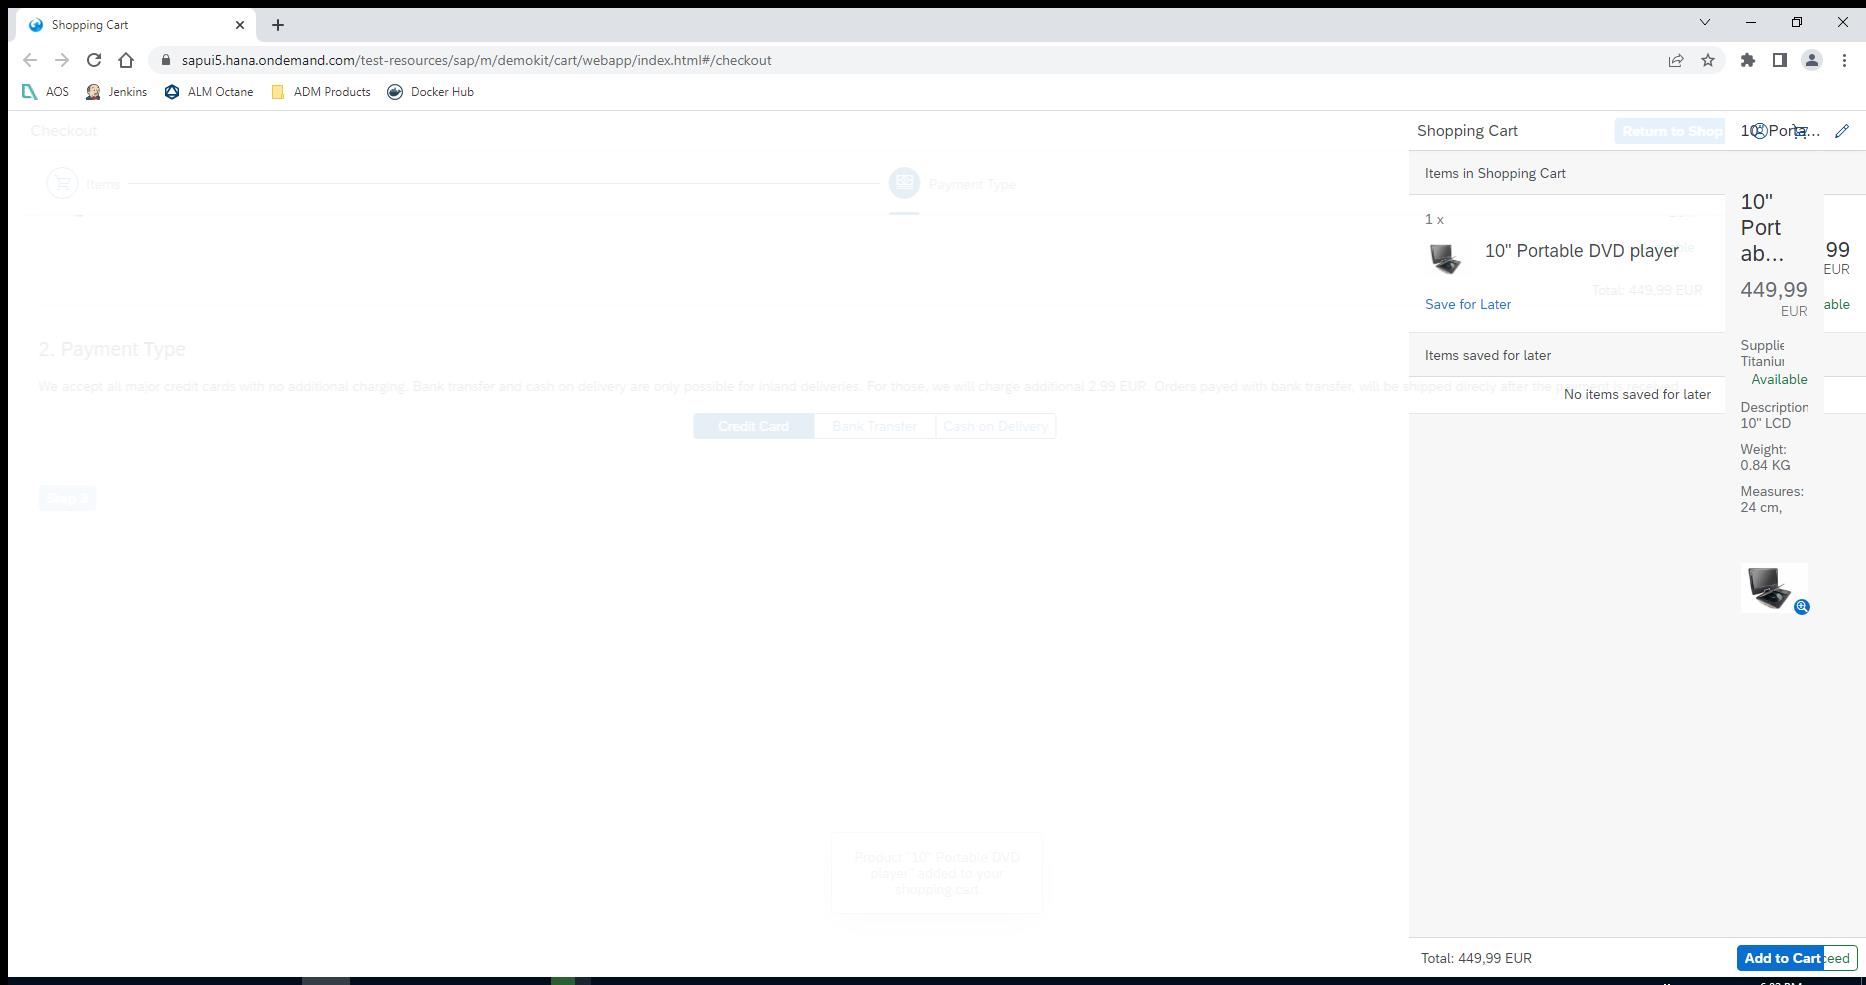 Shopping Cart
sapui5.hana.ondemand.com/test-resources/sap/m/demokit/cart/webapp/index.html#/checkout
AOS Jenkins ALM Octane ADM Products Docker Hub
Checkout
Shopping Cart
Return to Shop
10" Porta...
Items
Payment Type
Items in Shopping Cart
1 x
10" Portable DVD player
99
EUR
Total: 449,99 EUR
Save for Later
able
Items saved for later
No items saved for later
10"
Port
ab...
449,99
EUR
Supplie
Titaniu
Available
Description
10" LCD
Weight:
0.84 KG
Measures:
24 cm,
2. Payment Type
We accept all major credit cards with no additional charging. Bank transfer and cash on delivery are only possible for inland deliveries. For those, we will charge additional 2.99 EUR. Orders payed with bank transfer, will be shipped direcly after the payment is received.
Credit Card Bank Transfer Cash on Delivery
Step 3
Product "10" Portable DVD
player" added to your
shopping cart
Total: 449,99 EUR
Add to Cart
ceed